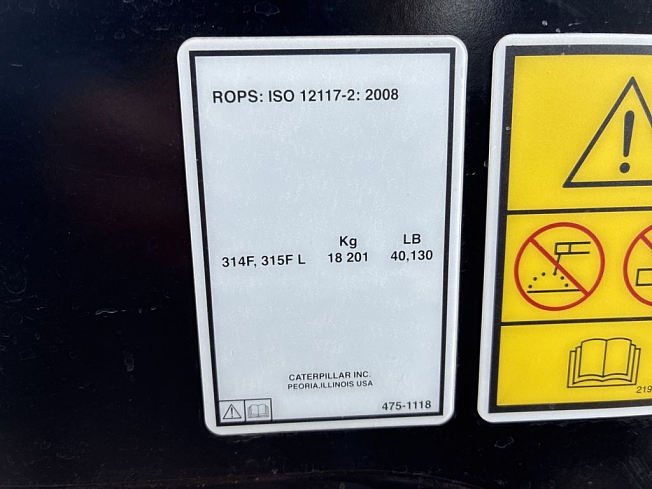 ROPS: ISO 12117-2: 2008
Kg LB
314F, 315F L 18 201 40,130
CATERPILLAR INC.
PEORIA,ILLINOIS USA
475-1118
219